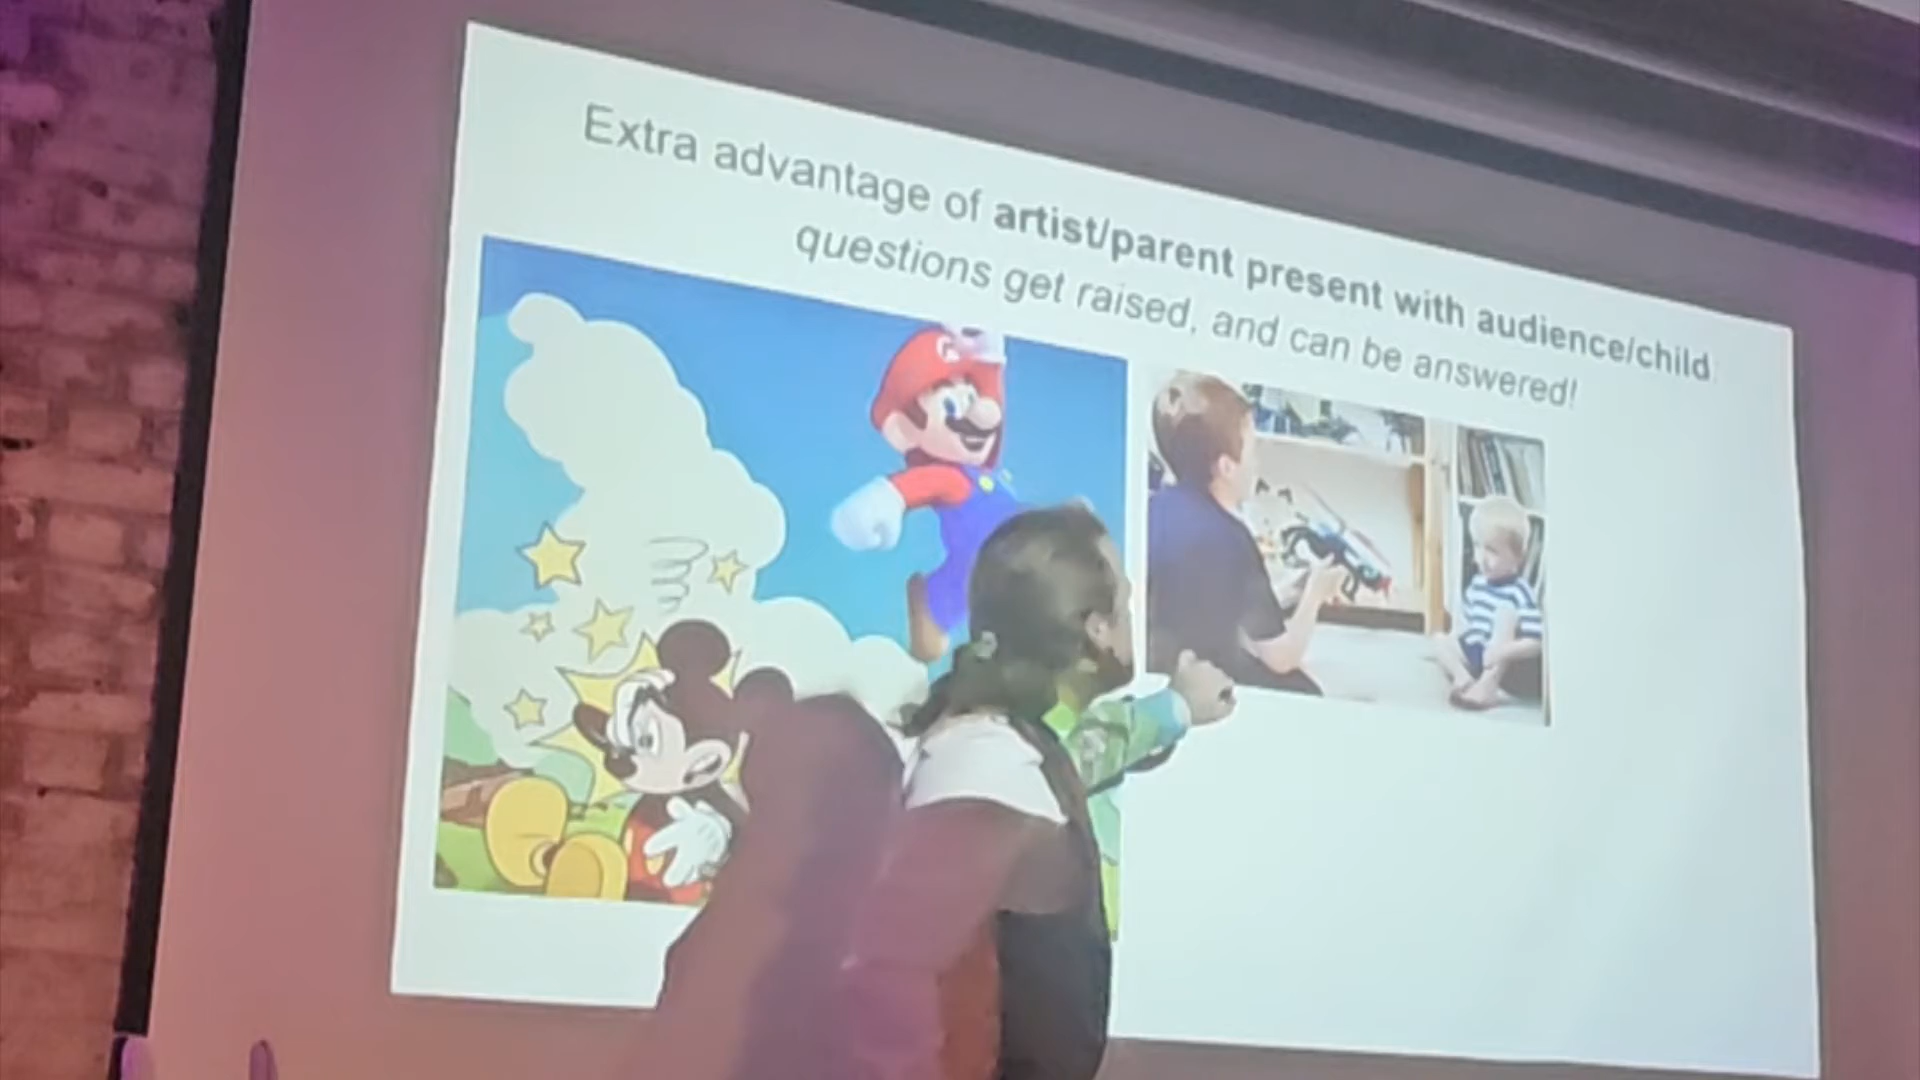 Extra advantage of artist/parent present with audience/child
questions get raised, and can be answered!